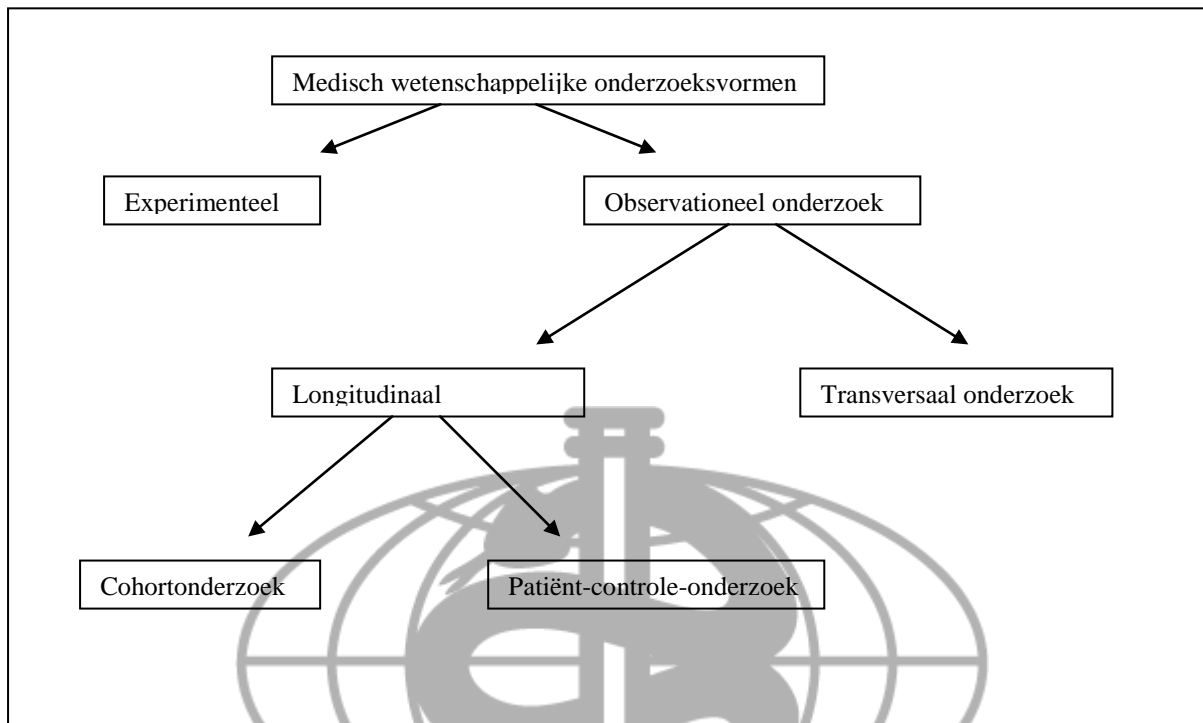 Medisch wetenschappelijke onderzoeksvormen
Experimenteel
Observationeel onderzoek
Longitudinaal
Transversaal onderzoek
Cohortonderzoek
Patiënt-controle-onderzoek